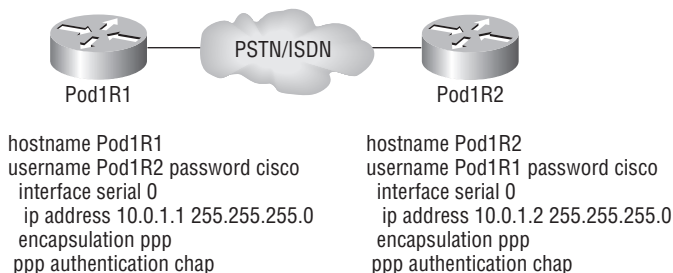 PSTN/ISDN
Pod1R1
Pod1R2
hostname Pod1R1
username Pod1R2 password cisco
interface serial 0
ip address 10.0.1.1 255.255.255.0
encapsulation ppp
ppp authentication chap
hostname Pod1R2
username Pod1R1 password cisco
interface serial 0
ip address 10.0.1.2 255.255.255.0
encapsulation ppp
ppp authentication chap